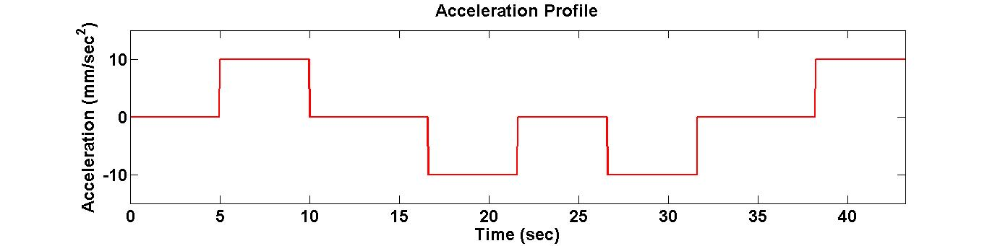 Acceleration Profile
Acceleration (mm/sec²)
10
0
-10
0 5 10 15 20 25 30 35 40
Time (sec)